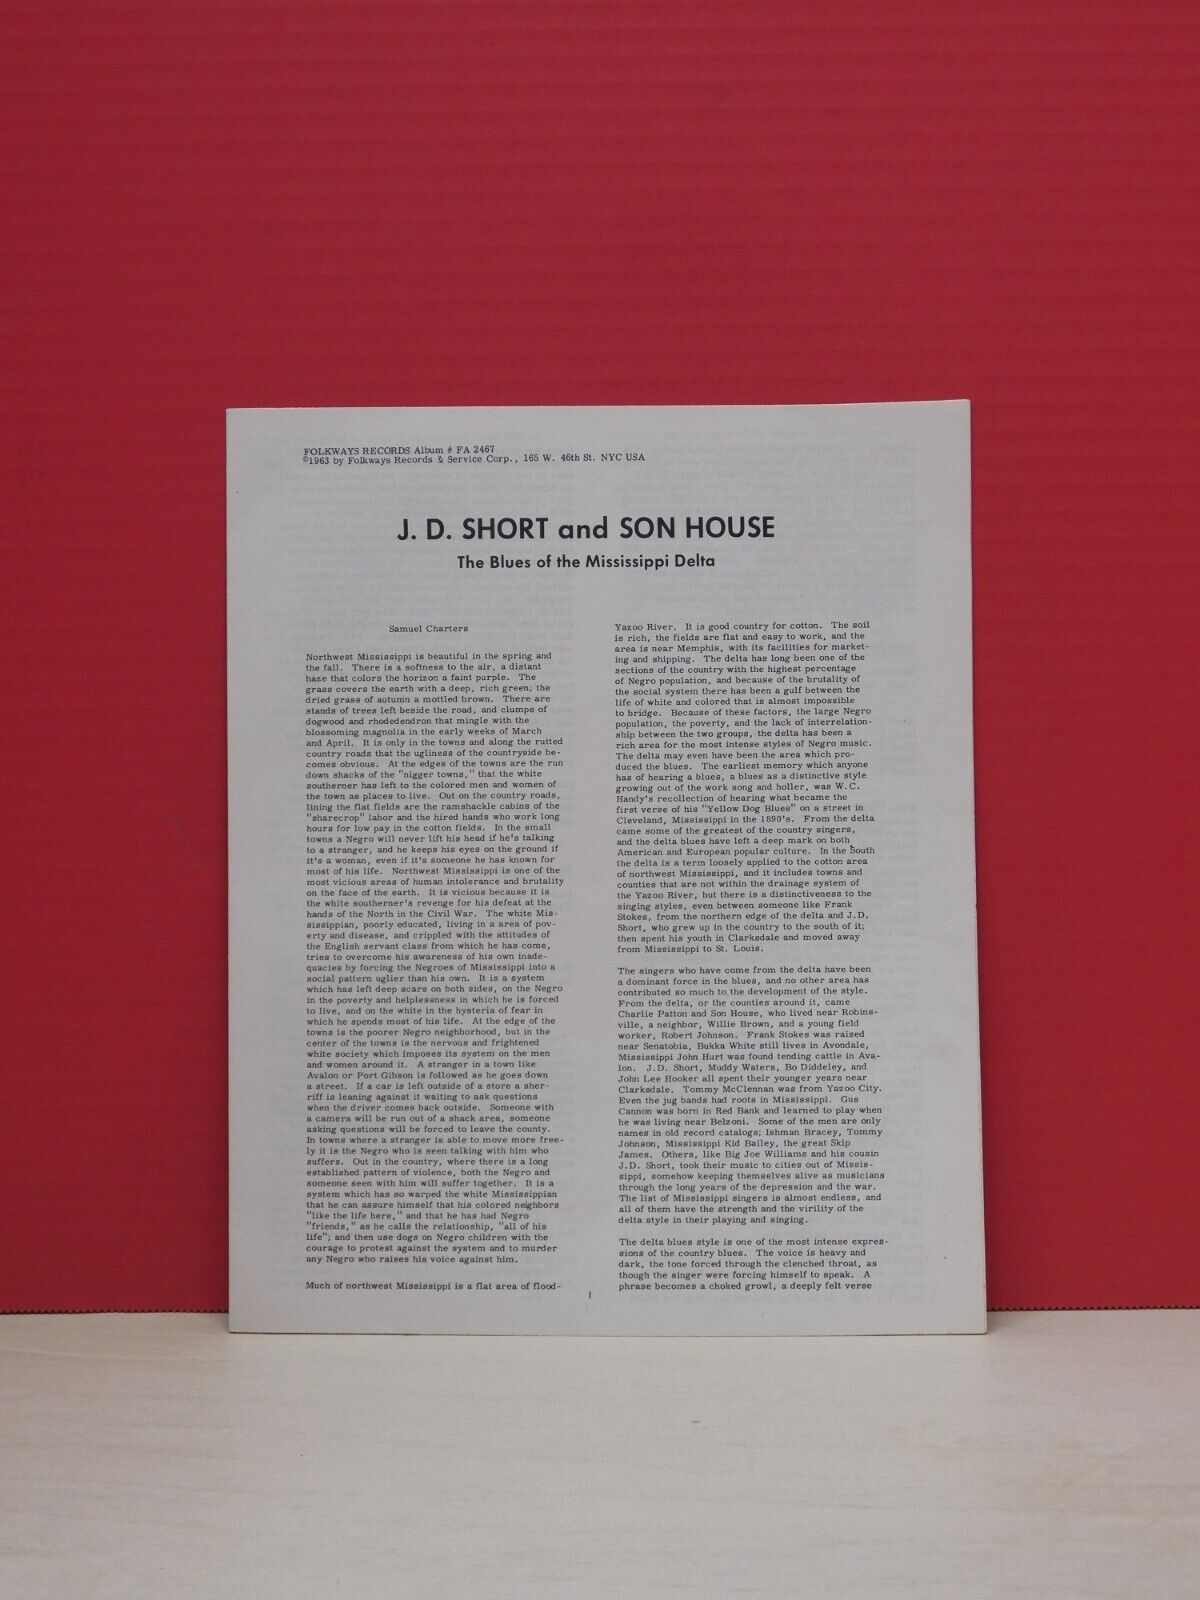 FOLKWAYS RECORDS Album # FA 2467
©1963 by Folkways Records & Service Corp., 165 W. 46th St. NYC USA
J. D. SHORT and SON HOUSE
The Blues of the Mississippi Delta
Samuel Charters
Northwest Mississippi is beautiful in the spring and
the fall. There is a softness to the air, a distant
haze that colors the horizon a faint purple. The
grass covers the earth with a deep, rich green; the
dried grass of autumn a mottled brown. There are
stands of trees left beside the road, and clumps of
dogwood and rhodedendron that mingle with the
blossoming magnolia in the early weeks of March
and April. It is only in the towns and along the rutted
country roads that the ugliness of the countryside be-
comes obvious. At the edges of the towns are the run
down shacks of the "nigger towns," that the white
southerner has left to the colored men and women of
the town as places to live. Out on the country roads,
lining the flat fields are the ramshackle cabins of the
"sharecrop" labor and the hired hands who work long
hours for low pay in the cotton fields. In the small
towns a Negro will never lift his head if he's talking
to a stranger, and he keeps his eyes on the ground if
it's a woman, even if it's someone he has known for
most of his life. Northwest Mississippi is one of the
most vicious areas of human intolerance and brutality
on the face of the earth. It is vicious because it is
the white southerner's revenge for his defeat at the
hands of the North in the Civil War. The white Mis-
sissippian, poorly educated, living in a area of pov-
erty and disease, and crippled with the attitudes of
the English servant class from which he has come,
tries to overcome his awareness of his own inade-
quacies by forcing the Negroes of Mississippi into a
social pattern uglier than his own. It is a system
which has left deep scars on both sides, on the Negro
in the poverty and helplessness in which he is forced
to live, and on the white in the hysteria of fear in
which he spends most of his life. At the edge of the
towns is the poorer Negro neighborhood, but in the
center of the towns is the nervous and frightened
white society which imposes its system on the men
and women around it. A stranger in a town like
Avalon or Port Gibson is followed as he goes down
a street. If a car is left outside of a store a sher-
riff is leaning against it waiting to ask questions
when the driver comes back outside. Someone with
a camera will be run out of a shack area, someone
asking questions will be forced to leave the county.
In towns where a stranger is able to move more free-
ly it is the Negro who is seen talking with him who
suffers. Out in the country, where there is a long
established pattern of violence, both the Negro and
someone seen with him will suffer together. It is a
system which has so warped the white Mississippian
that he can assure himself that his colored neighbors
"like the life here," and that he has had Negro
"friends," as he calls the relationship, "all of his
life"; and then use dogs on Negro children with the
courage to protest against the system and to murder
any Negro who raises his voice against him.
Much of northwest Mississippi is a flat area of flood-
Yazoo River. It is good country for cotton. The soil
is rich, the fields are flat and easy to work, and the
area is near Memphis, with its facilities for market-
ing and shipping. The delta has long been one of the
sections of the country with the highest percentage
of Negro population, and because of the brutality of
the social system there has been a gulf between the
life of white and colored that is almost impossible
to bridge. Because of these factors, the large Negro
population, the poverty, and the lack of interrelation-
ship between the two groups, the delta has been a
rich area for the most intense styles of Negro music.
The delta may even have been the area which pro-
duced the blues. The earliest memory which anyone
has of hearing a blues, a blues as a distinctive style
growing out of the work song and holler, was W.C.
Handy's recollection of hearing what became the
first verse of his "Yellow Dog Blues" on a street in
Cleveland, Mississippi in the 1890's. From the delta
came some of the greatest of the country singers,
and the delta blues have left a deep mark on both
American and European popular culture. In the South
the delta is a term loosely applied to the cotton area
of northwest Mississippi, and it includes towns and
counties that are not within the drainage system of
the Yazoo River, but there is a distinctiveness to the
singing styles, even between someone like Frank
Stokes, from the northern edge of the delta and J.D.
Short, who grew up in the country to the south of it;
then spent his youth in Clarksdale and moved away
from Mississippi to St. Louis.
The singers who have come from the delta have been
a dominant force in the blues, and no other area has
contributed so much to the development of the style.
From the delta, or the counties around it, came
Charlie Patton and Son House, who lived near Robins-
ville, a neighbor, Willie Brown, and a young field
worker, Robert Johnson. Frank Stokes was raised
near Senatobia, Bukka White still lives in Avondale,
Mississippi John Hurt was found tending cattle in Ava-
lon. J.D. Short, Muddy Waters, Bo Diddeley, and
John Lee Hooker all spent their younger years near
Clarksdale. Tommy McClennan was from Yazoo City.
Even the jug bands had roots in Mississippi. Gus
Cannon was born in Red Bank and learned to play when
he was living near Belzoni. Some of the men are only
names in old record catalogs; Ishman Bracey, Tommy
Johnson, Mississippi Kid Bailey, the great Skip
James. Others, like Big Joe Williams and his cousin
J.D. Short, took their music to cities out of Missis-
sippi, somehow keeping themselves alive as musicians
through the long years of the depression and the war.
The list of Mississippi singers is almost endless, and
all of them have the strength and the virility of the
delta style in their playing and singing.
The delta blues style is one of the most intense expres-
sions of the country blues. The voice is heavy and
dark, the tone forced through the clenched throat, as
though the singer were forcing himself to speak. A
phrase becomes a choked growl, a deeply felt verse
1